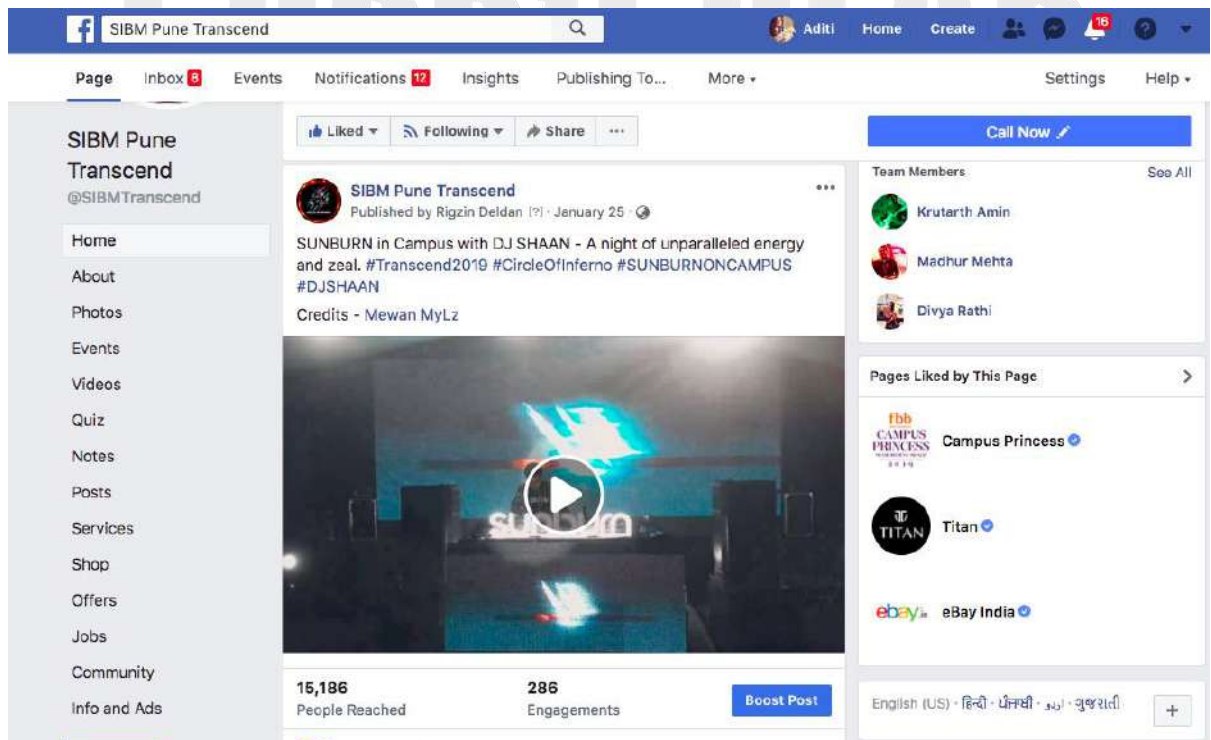 SIBM Pune Transcend
Aditi
Home
Create
16
Page
Inbox 8
Events
Notifications 12
Insights
Publishing To...
More
Settings
Help
SIBM Pune
Transcend
@SIBMTranscend
Home
About
Photos
Events
Videos
Quiz
Notes
Posts
Services
Shop
Offers
Jobs
Community
Info and Ads
Liked
Following
Share
Call Now
SIBM Pune Transcend
Published by Rigzin Deldan [?] · January 25 ·
SUNBURN in Campus with DJ SHAAN - A night of unparalleled energy
and zeal. #Transcend2019 #CircleOfInferno #SUNBURNONCAMPUS
#DJSHAAN
Credits - Mewan MyLz
sunburn
15,186
People Reached
286
Engagements
Boost Post
Team Members
See All
Krutarth Amin
Madhur Mehta
Divya Rathi
Pages Liked by This Page
fbb
CAMPUS
PRINCESS
2019
Campus Princess
TITAN
Titan
ebay.in
eBay India
English (US) · हिन्दी · ਪੰਜਾਬੀ · اردو · ગુજરાતી